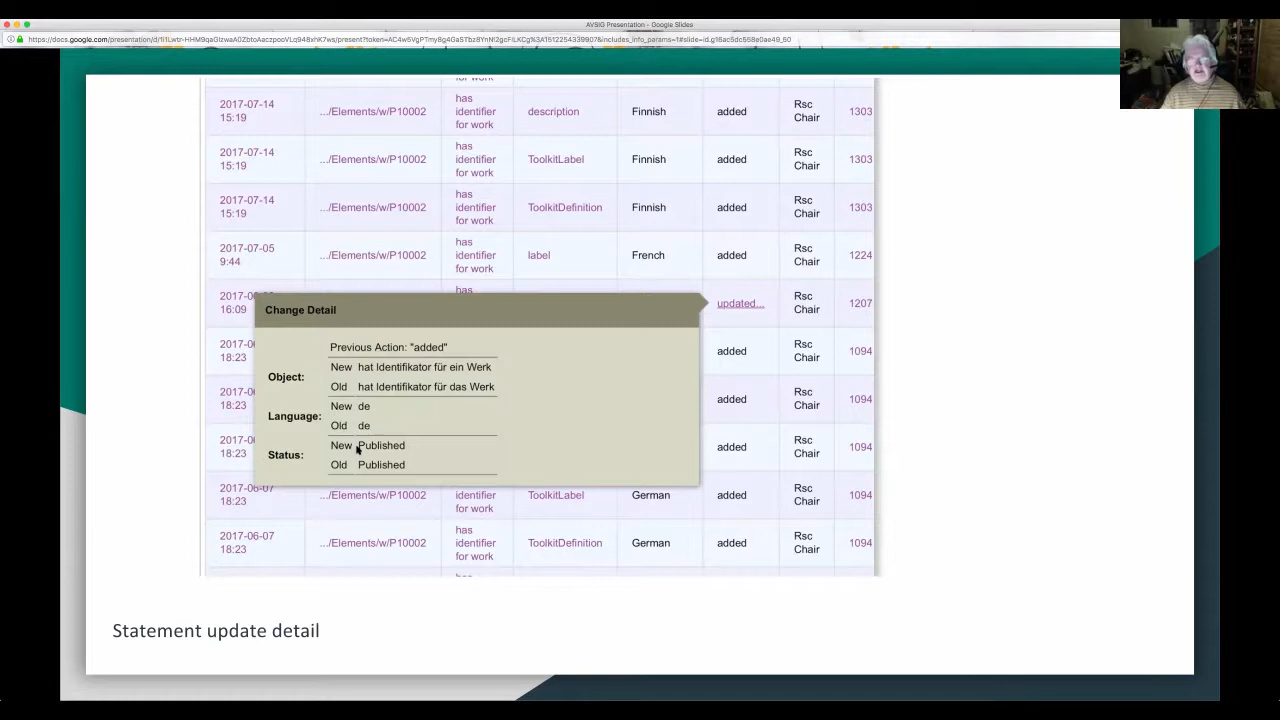 AVSIG Presentation - Google Slides
2017-07-14
15:19
.../Elements/w/P10002
has
identifier
for work
description
Finnish
added
Rsc
Chair
1303
2017-07-14
15:19
.../Elements/w/P10002
has
identifier
for work
ToolkitLabel
Finnish
added
Rsc
Chair
1303
2017-07-14
15:19
.../Elements/w/P10002
has
identifier
for work
ToolkitDefinition
Finnish
added
Rsc
Chair
1303
2017-07-05
9:44
.../Elements/w/P10002
has
identifier
for work
label
French
added
Rsc
Chair
1224
16:09
has
updated...
Rsc
Chair
1207
Change Detail
Previous Action: "added"
Object:
New hat Identifikator für ein Werk
Old hat Identifikator für das Werk
Language:
New de
Old de
Status:
New Published
Old Published
18:23
added
Rsc
Chair
1094
18:23
added
Rsc
Chair
1094
18:23
added
Rsc
Chair
1094
2017-06-07
18:23
.../Elements/w/P10002
identifier
for work
ToolkitLabel
German
added
Rsc
Chair
1094
2017-06-07
18:23
.../Elements/w/P10002
has
identifier
for work
ToolkitDefinition
German
added
Rsc
Chair
1094
Statement update detail